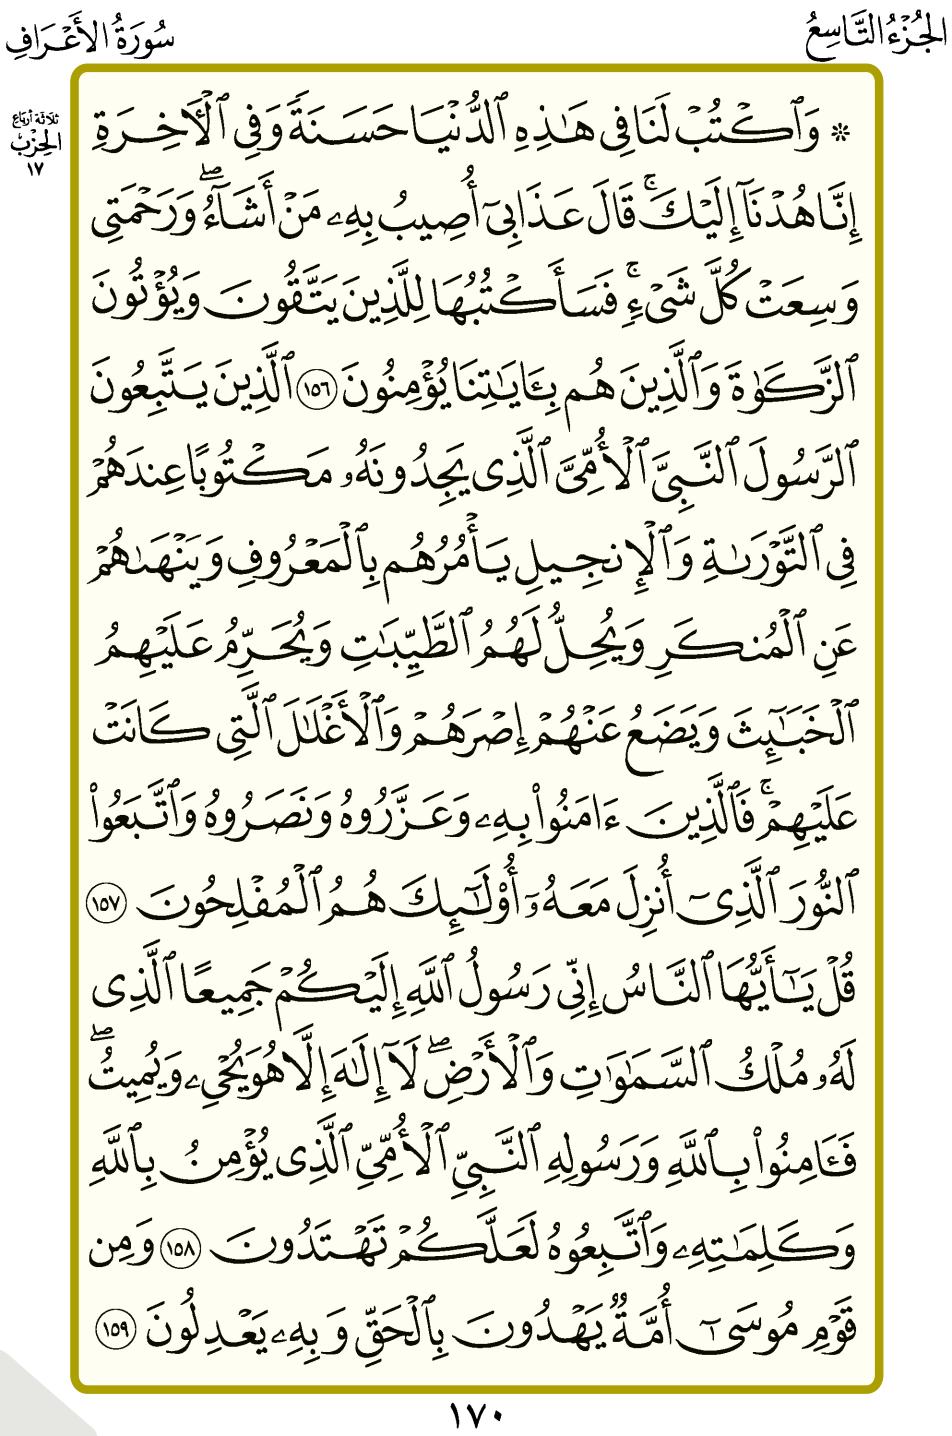 الجُزْءُ التَّاسِعُ
سُورَةُ الأَعْرَافِ
ثلاثة أرباع
الحِزْب
١٧
۞ وَٱكۡتُبۡ لَنَا فِى هَـٰذِهِ ٱلدُّنۡيَا حَسَنَةً وَفِى ٱلۡـَٔاخِرَةِ
إِنَّا هُدۡنَآ إِلَيۡكَۚ قَالَ عَذَابِىٓ أُصِيبُ بِهِۦ مَنۡ أَشَآءُۖ وَرَحۡمَتِى
وَسِعَتۡ كُلَّ شَىۡءٍۚ فَسَأَكۡتُبُهَا لِلَّذِينَ يَتَّقُونَ وَيُؤۡتُونَ
ٱلزَّكَوٰةَ وَٱلَّذِينَ هُم بِـَٔايَـٰتِنَا يُؤۡمِنُونَ ١٥٦ ٱلَّذِينَ يَتَّبِعُونَ
ٱلرَّسُولَ ٱلنَّبِىَّ ٱلۡأُمِّىَّ ٱلَّذِى يَجِدُونَهُۥ مَكۡتُوبًا عِندَهُمۡ
فِى ٱلتَّوۡرَىٰةِ وَٱلۡإِنجِيلِ يَأۡمُرُهُم بِٱلۡمَعۡرُوفِ وَيَنۡهَىٰهُمۡ
عَنِ ٱلۡمُنكَرِ وَيُحِلُّ لَهُمُ ٱلطَّيِّبَـٰتِ وَيُحَرِّمُ عَلَيۡهِمُ
ٱلۡخَبَـٰٓئِثَ وَيَضَعُ عَنۡهُمۡ إِصۡرَهُمۡ وَٱلۡأَغۡلَـٰلَ ٱلَّتِى كَانَتۡ
عَلَيۡهِمۡۚ فَٱلَّذِينَ ءَامَنُوا۟ بِهِۦ وَعَزَّرُوهُ وَنَصَرُوهُ وَٱتَّبَعُوا۟
ٱلنُّورَ ٱلَّذِىٓ أُنزِلَ مَعَهُۥٓ أُو۟لَـٰٓئِكَ هُمُ ٱلۡمُفۡلِحُونَ ١٥٧
قُلۡ يَـٰٓأَيُّهَا ٱلنَّاسُ إِنِّى رَسُولُ ٱللَّهِ إِلَيۡكُمۡ جَمِيعًا ٱلَّذِى
لَهُۥ مُلۡكُ ٱلسَّمَـٰوَٰتِ وَٱلۡأَرۡضِۖ لَآ إِلَـٰهَ إِلَّا هُوَ يُحۡىِۦ وَيُمِيتُۖ
فَـَٔامِنُوا۟ بِٱللَّهِ وَرَسُولِهِ ٱلنَّبِىِّ ٱلۡأُمِّىِّ ٱلَّذِى يُؤۡمِنُ بِٱللَّهِ
وَكَلِمَـٰتِهِۦ وَٱتَّبِعُوهُ لَعَلَّكُمۡ تَهۡتَدُونَ ١٥٨ وَمِن
قَوۡمِ مُوسَىٰٓ أُمَّةٌ يَهۡدُونَ بِٱلۡحَقِّ وَبِهِۦ يَعۡدِلُونَ ١٥٩
١٧٠